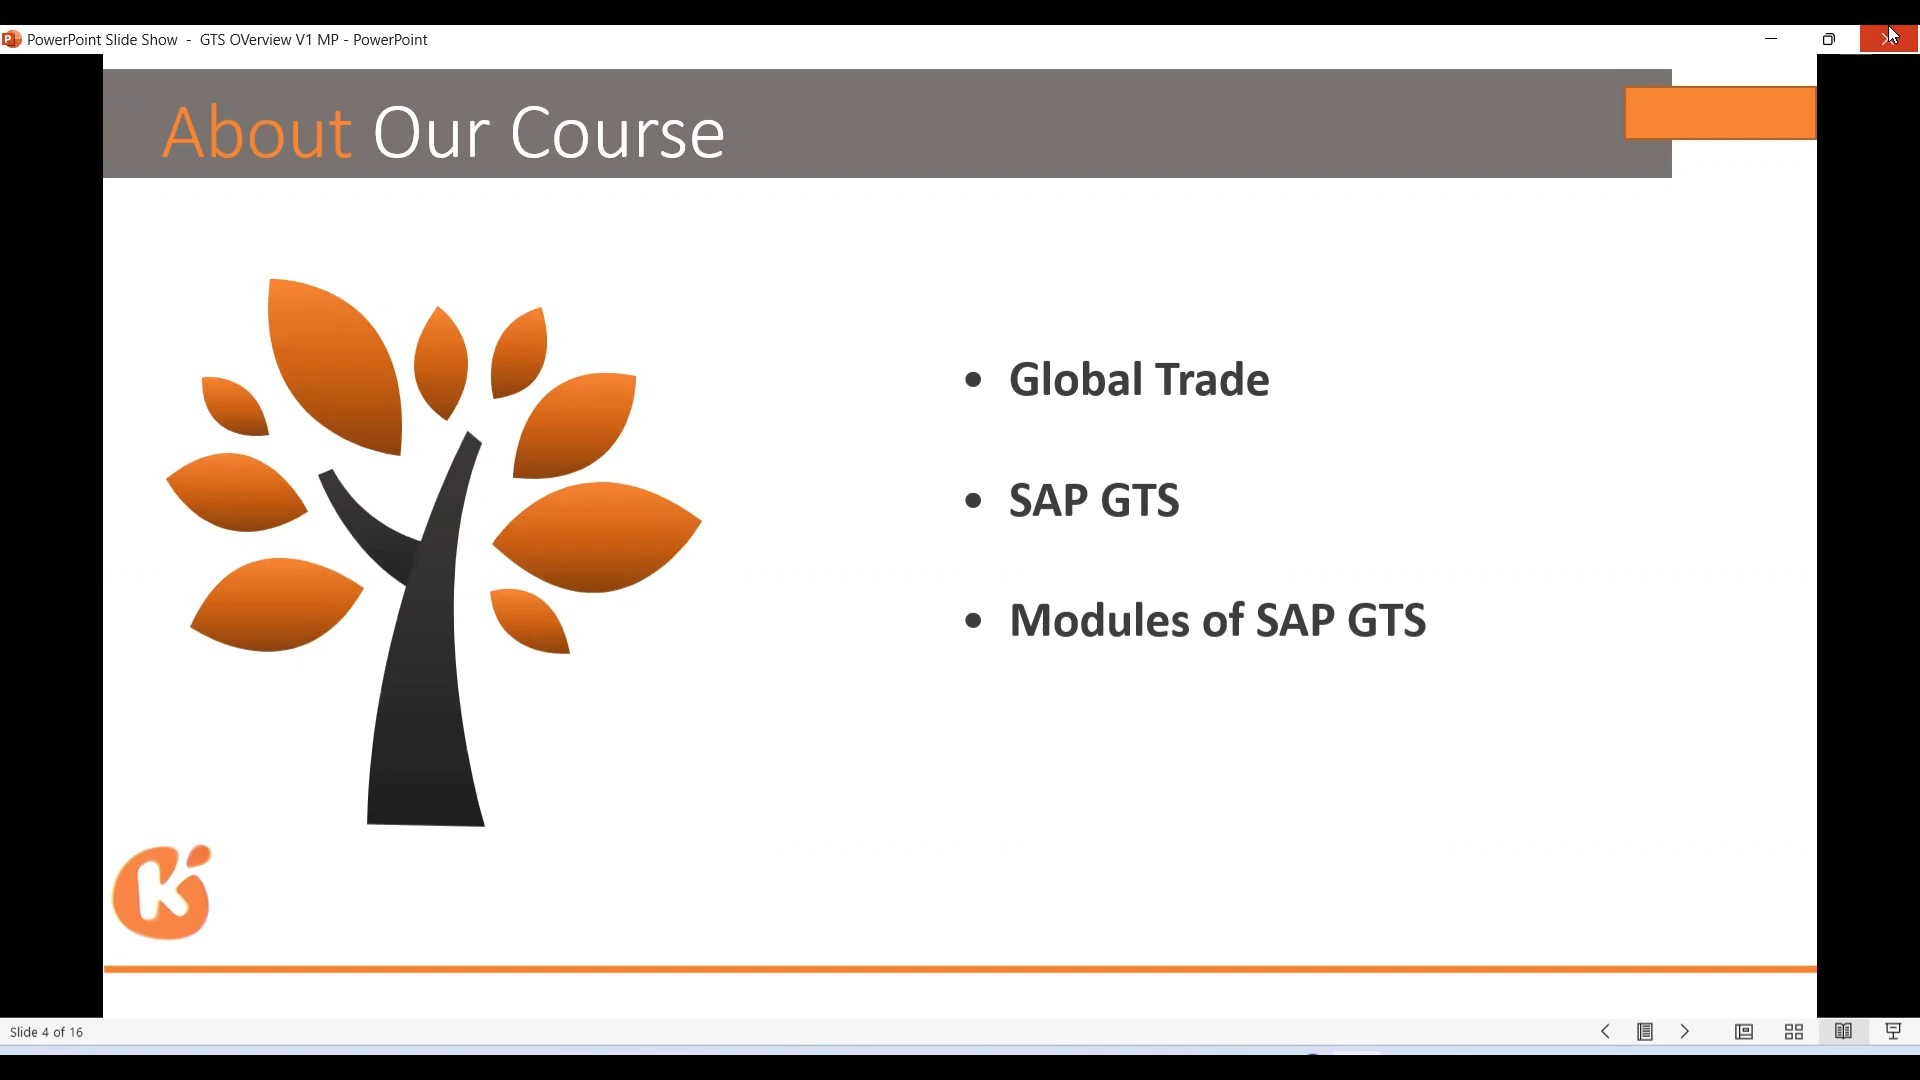 PowerPoint Slide Show - GTS OVerview V1 MP - PowerPoint
About Our Course
• Global Trade
• SAP GTS
• Modules of SAP GTS
K
Slide 4 of 16